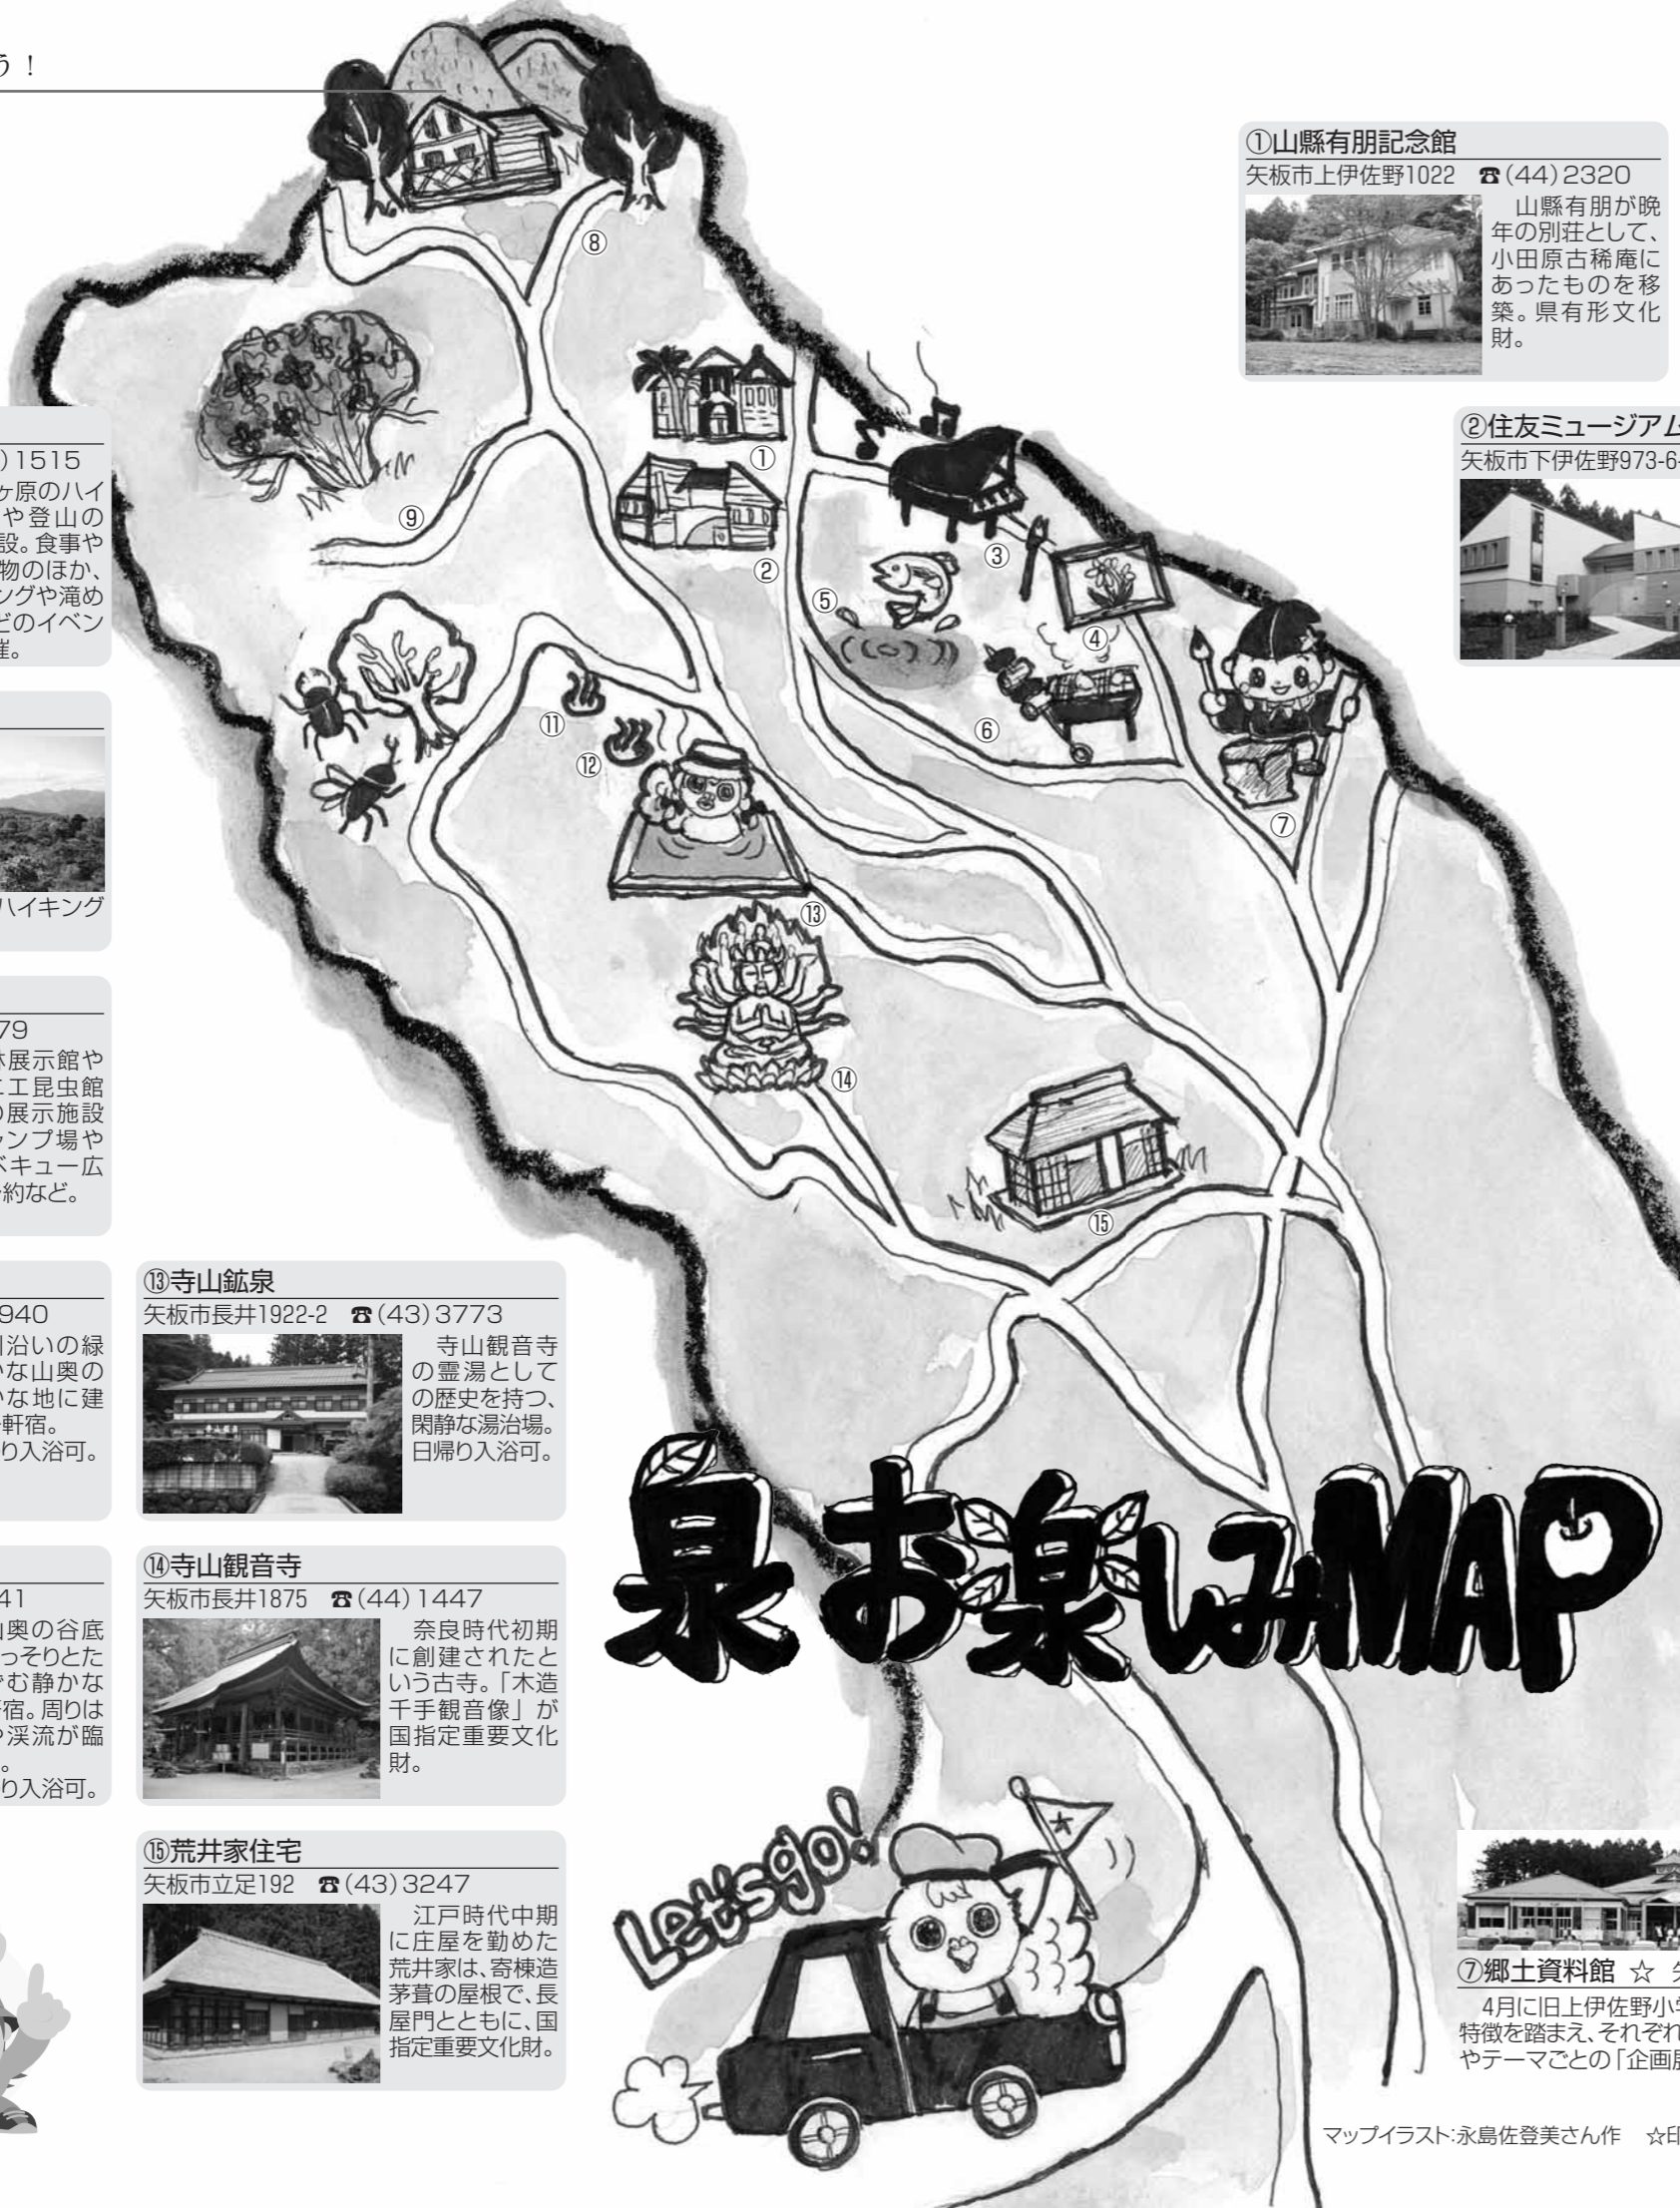 う！
①山縣有朋記念館
矢板市上伊佐野1022 ☎(44)2320
山縣有朋が晩
年の別荘として、
小田原古稀庵に
あったものを移
築。県有形文化
財。
②住友ミュージアム
矢板市下伊佐野973-6-
)1515
ヶ原のハイ
や登山の
設。食事や
物のほか、
ングや滝め
どのイベン
催。
ハイキング
79
林展示館や
エ昆虫館
の展示施設
ャンプ場や
ベキュー広
約など。
940
川沿いの緑
かな山奥の
かな地に建
軒宿。
り入浴可。
41
山奥の谷底
っそりとた
ずむ静かな
宿。周りは
や渓流が臨
。
り入浴可。
⑬寺山鉱泉
矢板市長井1922-2 ☎(43)3773
寺山観音寺
の霊湯として
の歴史を持つ、
閑静な湯治場。
日帰り入浴可。
⑭寺山観音寺
矢板市長井1875 ☎(44)1447
奈良時代初期
に創建されたと
いう古寺。「木造
千手観音像」が
国指定重要文化
財。
⑮荒井家住宅
矢板市立足192 ☎(43)3247
江戸時代中期
に庄屋を勤めた
荒井家は、寄棟造
茅葺の屋根で、長
屋門とともに、国
指定重要文化財。
⑧
①
⑨
②
③
⑤
④
⑥
⑪
⑫
⑦
⑬
⑭
⑮
泉お楽しみMAP
Let's go!
⑦郷土資料館 ☆
4月に旧上伊佐野小学
特徴を踏まえ、それぞれ
やテーマごとの「企画展
マップイラスト:永島佐登美さん作 ☆印